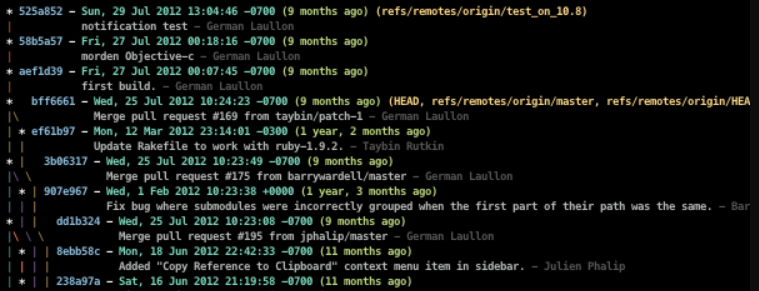 * 525a852 – Sun, 29 Jul 2012 13:04:46 -0700 (9 months ago) (refs/remotes/origin/test_on_10.8)
| notification test – German Laullon
* 58b5a57 – Fri, 27 Jul 2012 00:18:16 -0700 (9 months ago)
| morden Objective-c – German Laullon
* aef1d39 – Fri, 27 Jul 2012 00:07:45 -0700 (9 months ago)
| first build. – German Laullon
* bff6661 – Wed, 25 Jul 2012 10:24:23 -0700 (9 months ago) (HEAD, refs/remotes/origin/master, refs/remotes/origin/HEA
|\ Merge pull request #169 from taybin/patch-1 – German Laullon
| * ef61b97 – Mon, 12 Mar 2012 23:14:01 -0300 (1 year, 2 months ago)
| | Update Rakefile to work with ruby-1.9.2. – Taybin Rutkin
* | 3b06317 – Wed, 25 Jul 2012 10:23:49 -0700 (9 months ago)
|\ \ Merge pull request #175 from barrywardell/master – German Laullon
| * | 907e967 – Wed, 1 Feb 2012 10:23:38 +0000 (1 year, 3 months ago)
| | | Fix bug where submodules were incorrectly grouped when the first part of their path was the same. – Bar
* | | dd1b324 – Wed, 25 Jul 2012 10:23:08 -0700 (9 months ago)
|\ \ \ Merge pull request #195 from jphalip/master – German Laullon
| * | | 8ebb58c – Mon, 18 Jun 2012 22:42:33 -0700 (11 months ago)
| | | | Added "Copy Reference to Clipboard" context menu item in sidebar. – Julien Phalip
| * | | 238a97a – Sat, 16 Jun 2012 21:19:58 -0700 (11 months ago)